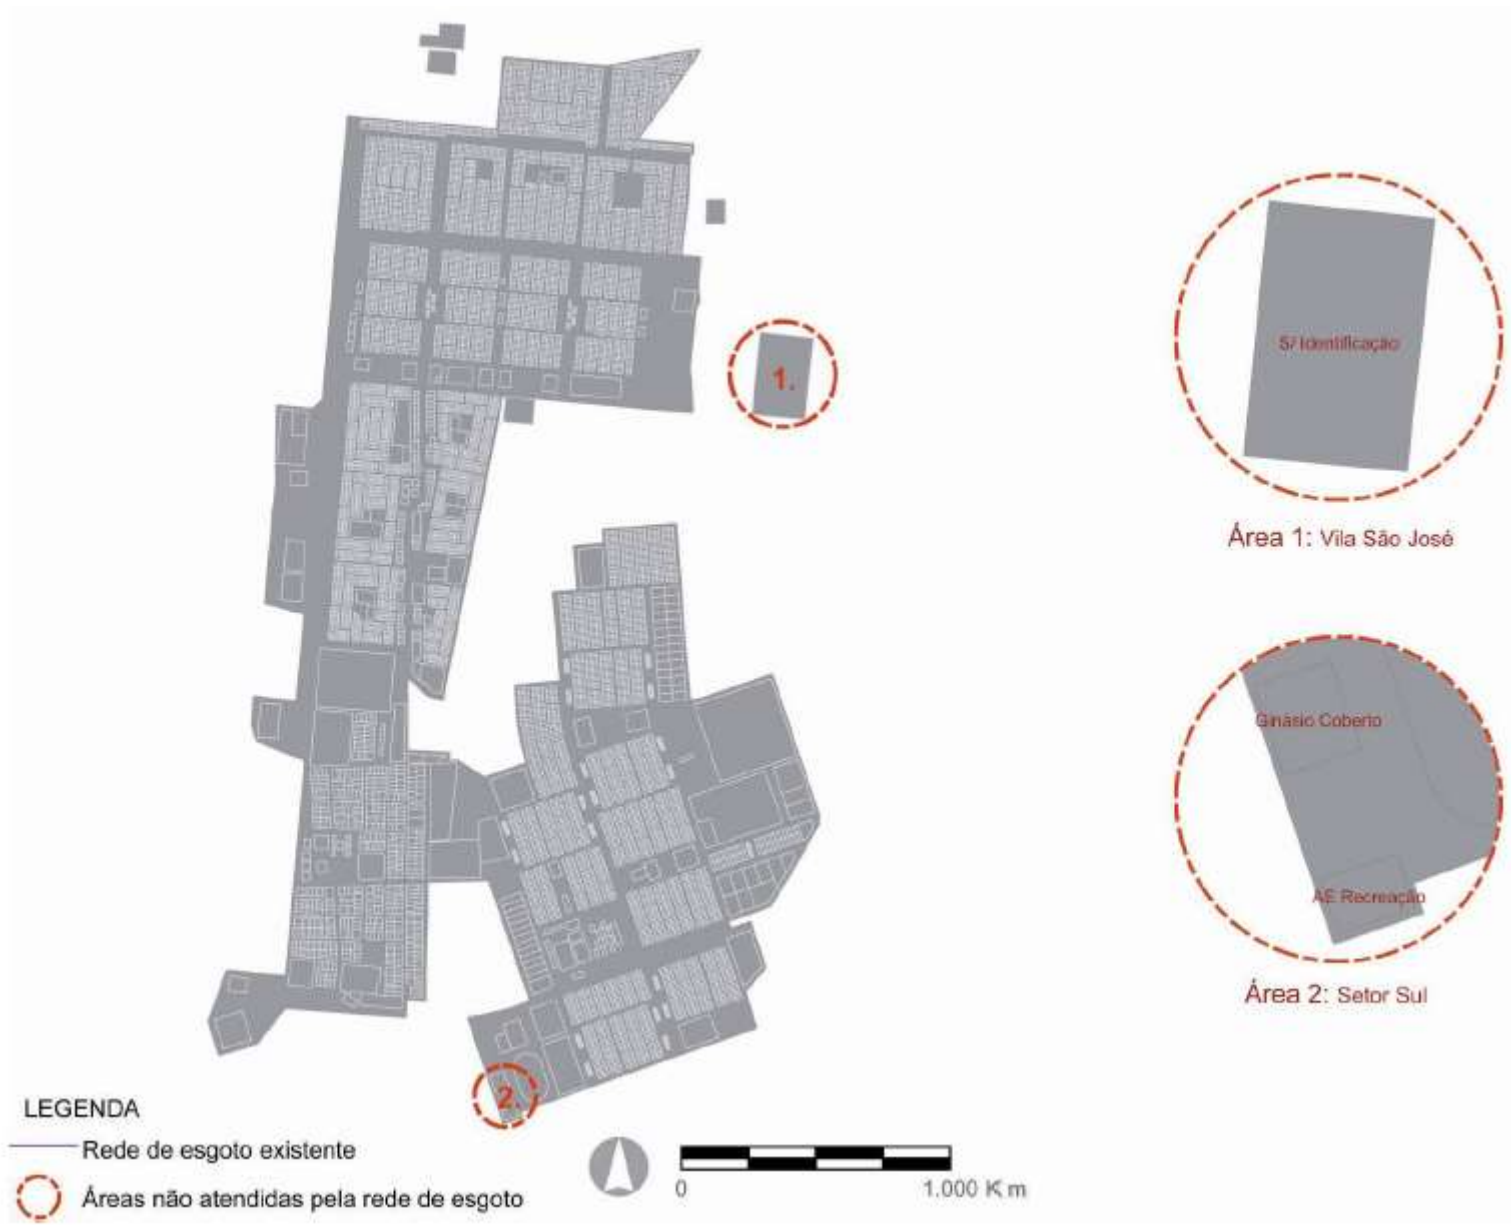 1.
S/ Identificação
Área 1: Vila São José
Ginásio Coberto
AE Recreação
Área 2: Setor Sul
2.
LEGENDA
Rede de esgoto existente
Áreas não atendidas pela rede de esgoto
0
1.000 K m